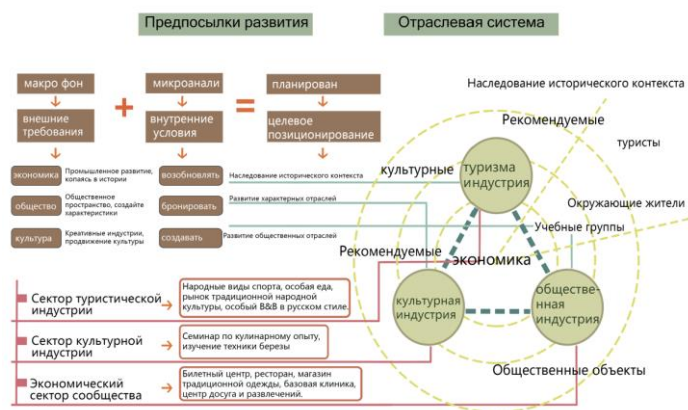 Предпосылки развития
Отраслевая система
макро фон
микроанали
планирован
внешние
требования
внутренние
условия
целевое
позиционирование
экономика
Промышленное развитие,
копаясь в истории
возобновлять
Наследование исторического контекста
общество
Общественное
пространство, создайте
характеристики
бронировать
Развитие характерных отраслей
культура
Креативные индустрии,
продвижение культуры
создавать
Развитие общественных отраслей
Наследование исторического контекста
Рекомендуемые
туристы
культурные
туризма
индустрия
Окружающие жители
Учебные группы
Рекомендуемые
экономика
культурная
индустрия
обществе-
нная
индустрия
Общественные объекты
Сектор туристической
индустрии
Народные виды спорта, особая еда,
рынок традиционной народной
культуры, особый B&B в русском стиле.
Сектор культурной
индустрии
Семинар по кулинарному опыту,
изучение техники березы
Экономический
сектор сообщества
Билетный центр, ресторан, магазин
традиционной одежды, базовая клиника,
центр досуга и развлечений.